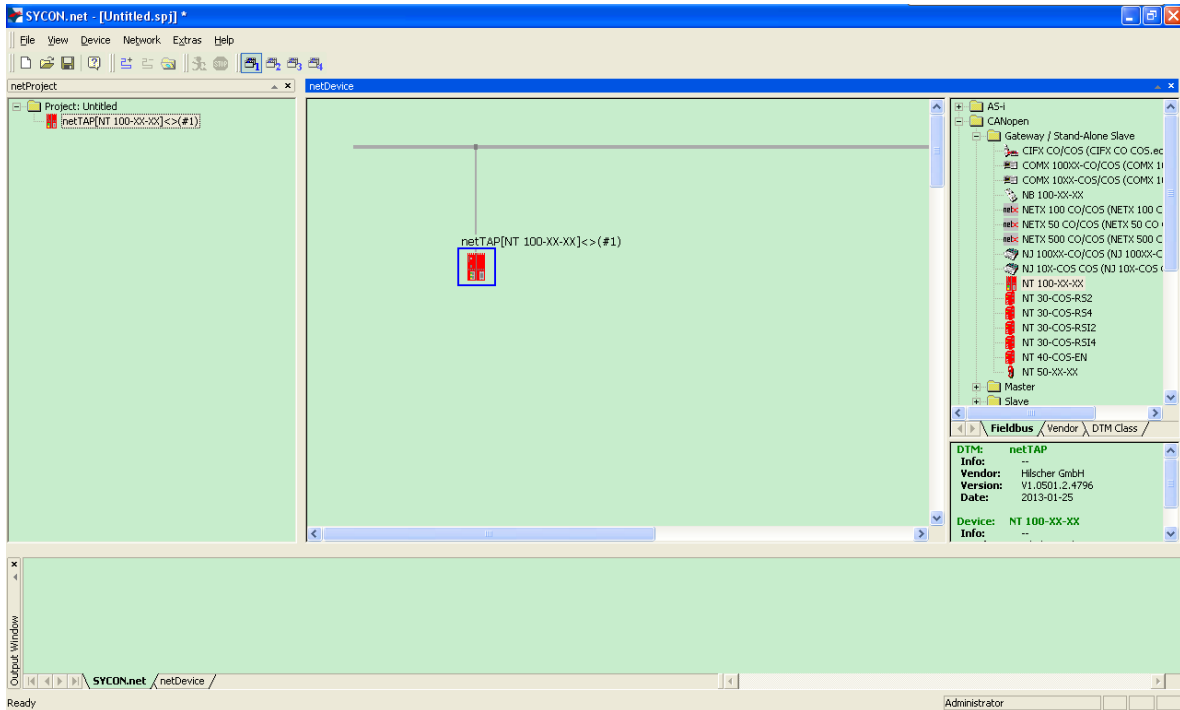 SYCON.net - [Untitled.spj] *
File View Device Network Extras Help
netProject
netDevice
Project: Untitled
netTAP[NT 100-XX-XX]<>(#1)
netTAP[NT 100-XX-XX]<>(#1)
AS-i
CANopen
Gateway / Stand-Alone Slave
CIFX CO/COS (CIFX CO COS.ec
COMX 100XX-CO/COS (COMX 1
COMX 10XX-COS/COS (COMX 1
NB 100-XX-XX
NETX 100 CO/COS (NETX 100 C
NETX 50 CO/COS (NETX 50 CO
NETX 500 CO/COS (NETX 500 C
NJ 100XX-CO/COS (NJ 100XX-C
NJ 10X-COS COS (NJ 10X-COS
NT 100-XX-XX
NT 30-COS-RS2
NT 30-COS-RS4
NT 30-COS-RSI2
NT 30-COS-RSI4
NT 40-COS-EN
NT 50-XX-XX
Master
Slave
Fieldbus Vendor DTM Class
DTM: netTAP
Info: --
Vendor: Hilscher GmbH
Version: V1.0501.2.4796
Date: 2013-01-25
Device: NT 100-XX-XX
Info: --
Output Window
SYCON.net netDevice
Ready
Administrator